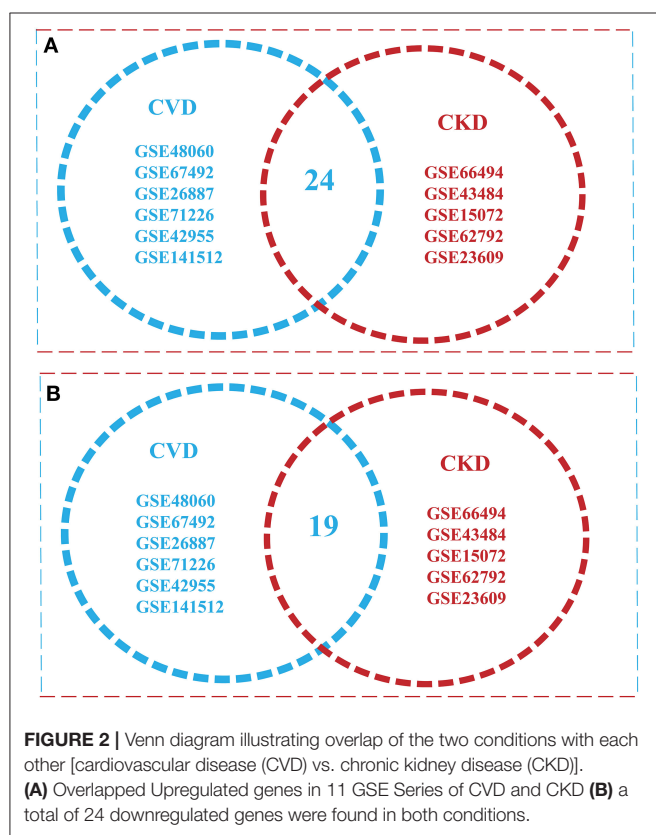 A
CVD
GSE48060
GSE67492
GSE26887
GSE71226
GSE42955
GSE141512
24
CKD
GSE66494
GSE43484
GSE15072
GSE62792
GSE23609
B
CVD
GSE48060
GSE67492
GSE26887
GSE71226
GSE42955
GSE141512
19
CKD
GSE66494
GSE43484
GSE15072
GSE62792
GSE23609
FIGURE 2 | Venn diagram illustrating overlap of the two conditions with each
other [cardiovascular disease (CVD) vs. chronic kidney disease (CKD)].
(A) Overlapped Upregulated genes in 11 GSE Series of CVD and CKD (B) a
total of 24 downregulated genes were found in both conditions.